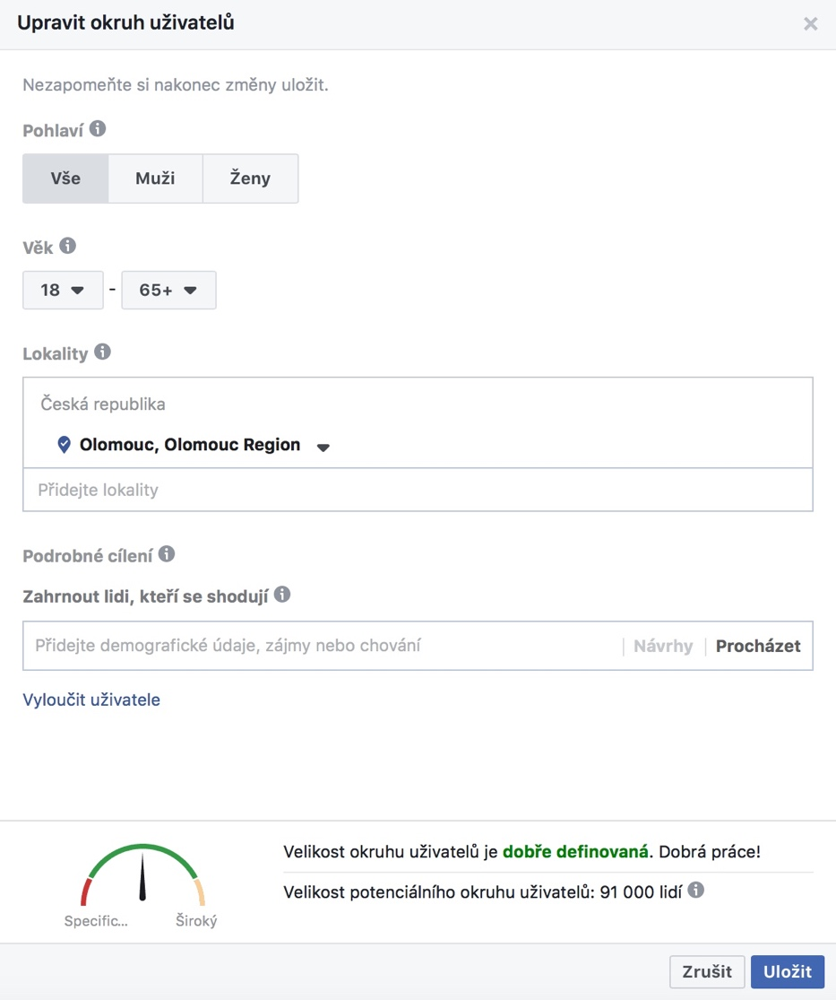 Upravit okruh uživatelů
Nezapomeňte si nakonec změny uložit.
Pohlaví
Vše Muži Ženy
Věk
18 - 65+
Lokality
Česká republika
Olomouc, Olomouc Region
Přidejte lokality
Podrobné cílení
Zahrnout lidi, kteří se shodují
Přidejte demografické údaje, zájmy nebo chování | Návrhy | Procházet
Vyloučit uživatele
Velikost okruhu uživatelů je dobře definovaná. Dobrá práce!
Velikost potenciálního okruhu uživatelů: 91 000 lidí
Specific... Široký
Zrušit Uložit